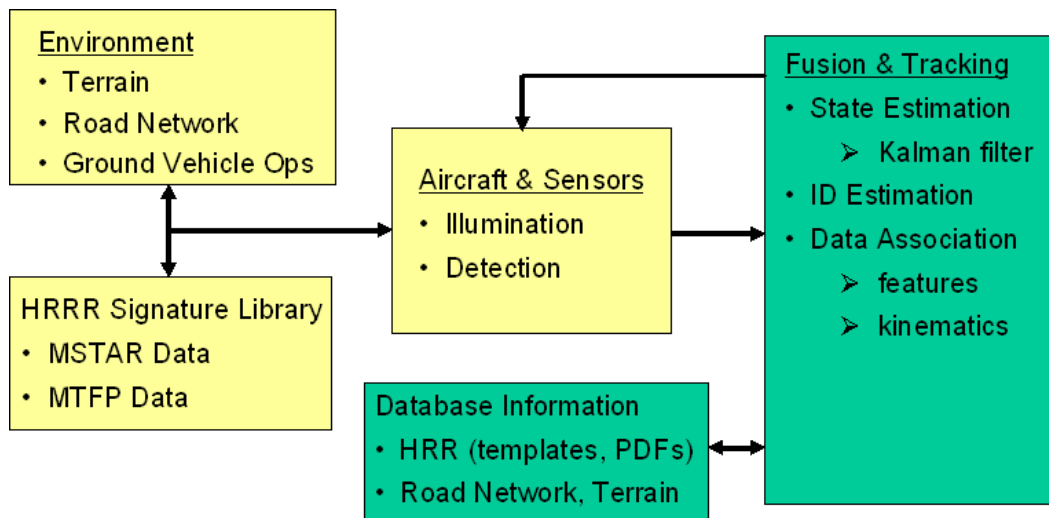 Environment
• Terrain
• Road Network
• Ground Vehicle Ops
HRRR Signature Library
• MSTAR Data
• MTFP Data
Aircraft & Sensors
• Illumination
• Detection
Fusion & Tracking
• State Estimation
➢ Kalman filter
• ID Estimation
• Data Association
➢ features
➢ kinematics
Database Information
• HRR (templates, PDFs)
• Road Network, Terrain